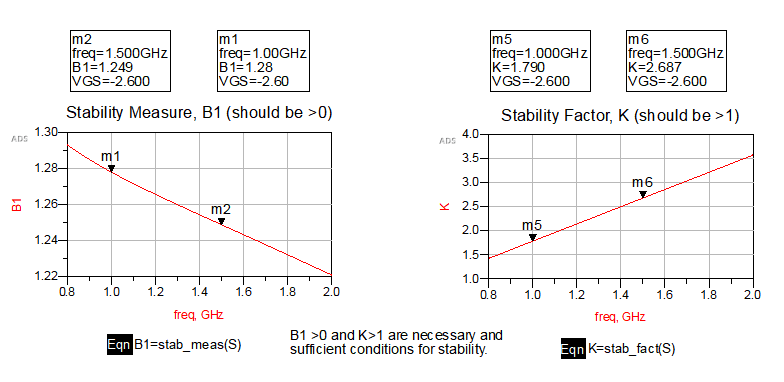 m2
freq=1.500GHz
B1=1.249
VGS=-2.600
m1
freq=1.00GHz
B1=1.28
VGS=-2.60
m5
freq=1.000GHz
K=1.790
VGS=-2.600
m6
freq=1.500GHz
K=2.687
VGS=-2.600
Stability Measure, B1 (should be >0)
ADS
1.30
1.28
1.26
1.24
1.22
B1
m1
m2
0.8 1.0 1.2 1.4 1.6 1.8 2.0
freq, GHz
Eqn B1=stab_meas(S)
Stability Factor, K (should be >1)
ADS
4.0
3.5
3.0
2.5
2.0
1.5
1.0
K
m6
m5
0.8 1.0 1.2 1.4 1.6 1.8 2.0
freq, GHz
B1 >0 and K>1 are necessary and
sufficient conditions for stability.
Eqn K=stab_fact(S)